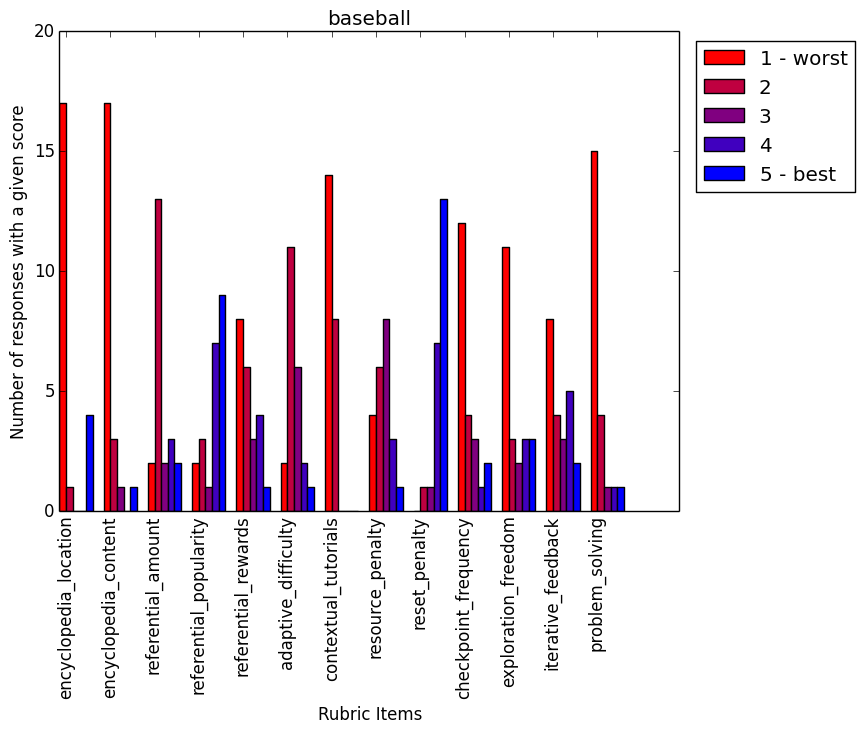 baseball
Number of responses with a given score
20
15
10
5
0
1 - worst
2
3
4
5 - best
encyclopedia_location
encyclopedia_content
referential_amount
referential_popularity
referential_rewards
adaptive_difficulty
contextual_tutorials
resource_penalty
reset_penalty
checkpoint_frequency
exploration_freedom
iterative_feedback
problem_solving
Rubric Items